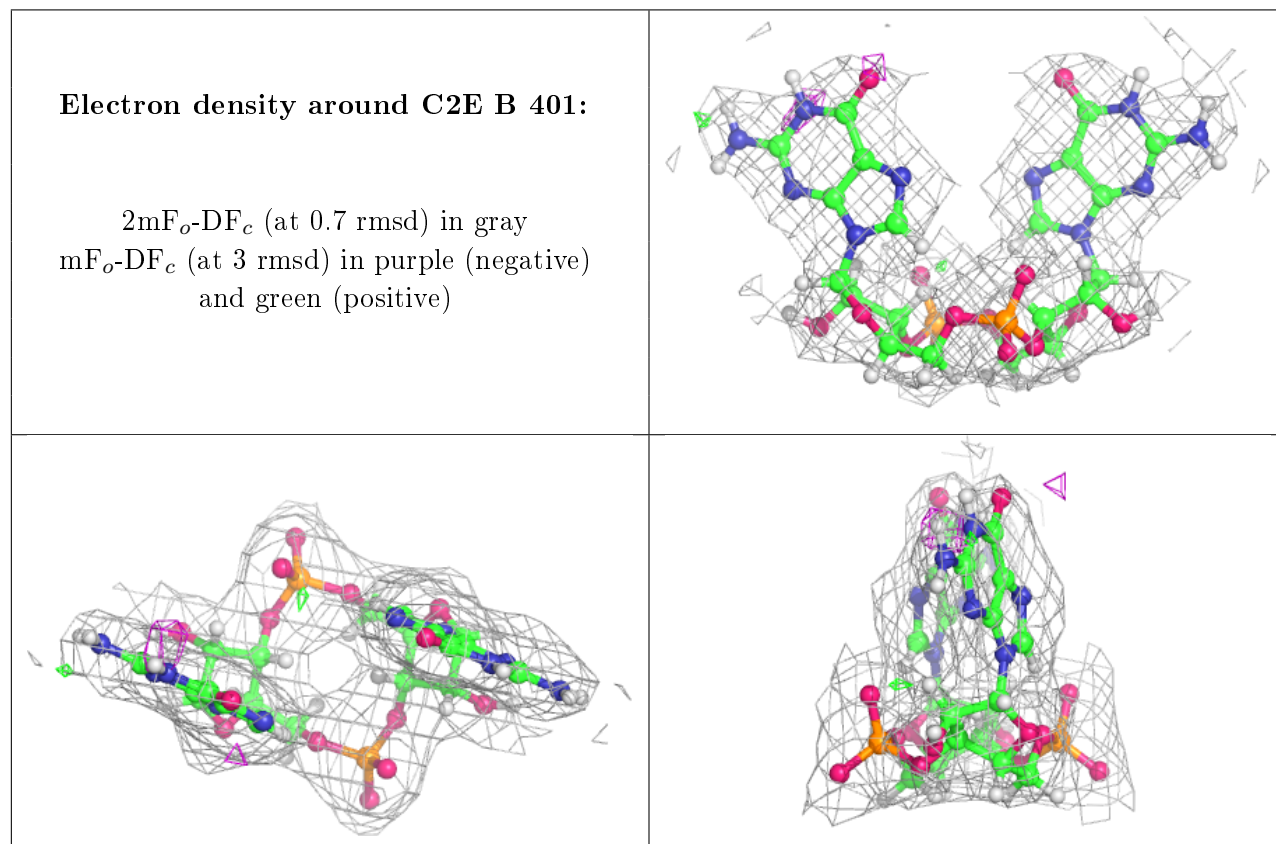 Electron density around C2E B 401:
2mFₒ-DF𝒸 (at 0.7 rmsd) in gray
mFₒ-DF𝒸 (at 3 rmsd) in purple (negative)
and green (positive)